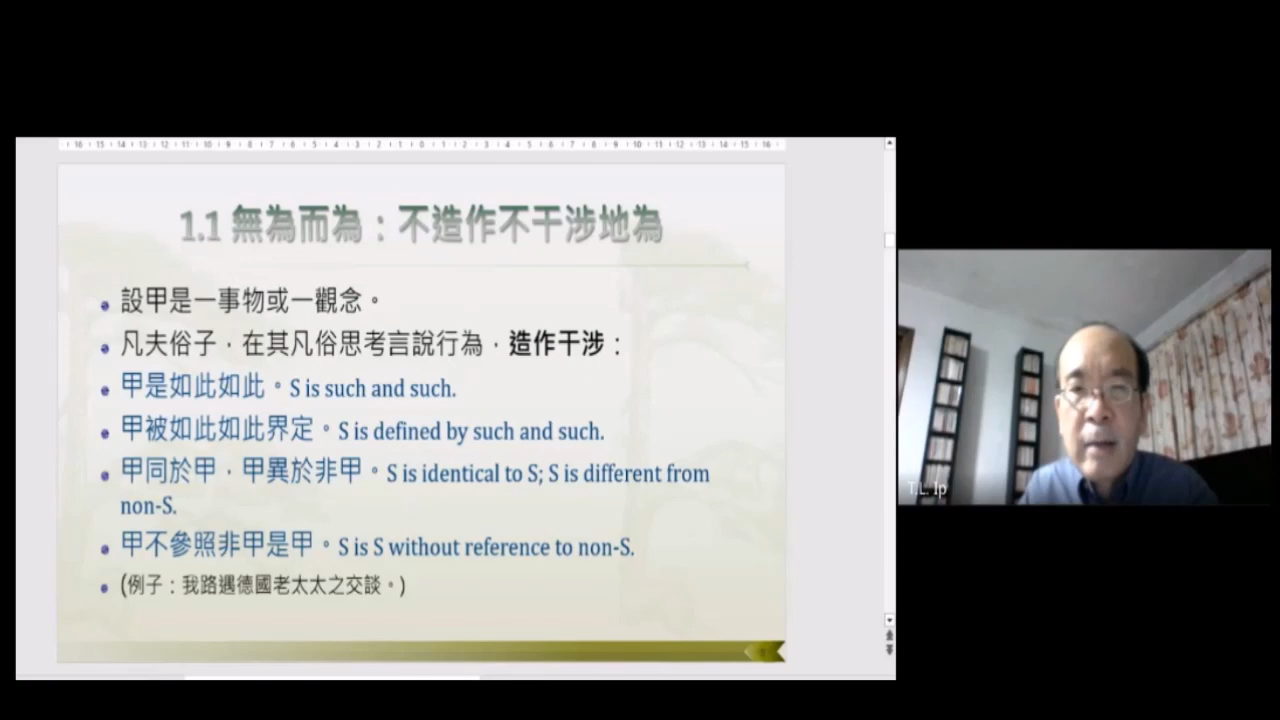 1.1 無為而為：不造作不干涉地為
設甲是一事物或一觀念。
凡夫俗子，在其凡俗思考言說行為，造作干涉：
甲是如此如此。S is such and such.
甲被如此如此界定。S is defined by such and such.
甲同於甲，甲異於非甲。S is identical to S; S is different from
non-S.
甲不參照非甲是甲。S is S without reference to non-S.
(例子：我路遇德國老太太之交談。)
T.L. Ip